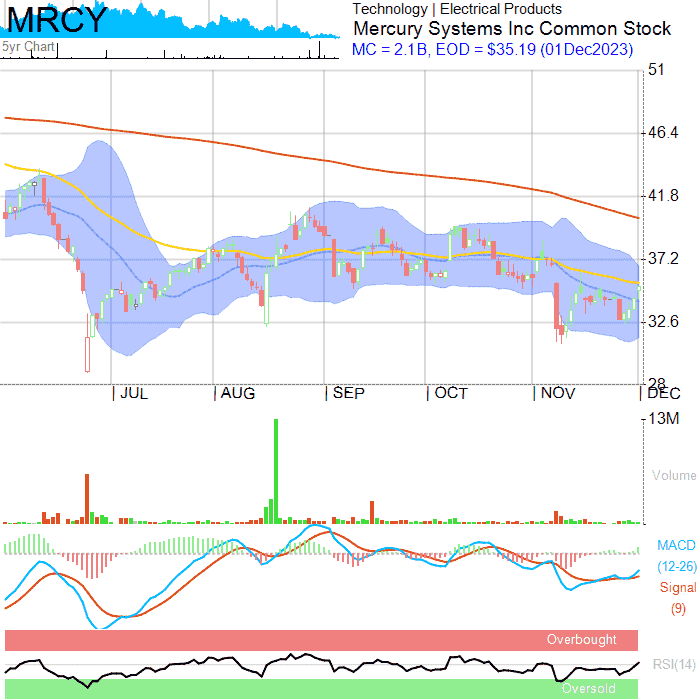 MRCY
5yr Chart
Technology | Electrical Products
Mercury Systems Inc Common Stock
MC = 2.1B, EOD = $35.19 (01Dec2023)
51
46.4
41.8
37.2
32.6
28
JUL
AUG
SEP
OCT
NOV
DEC
13M
Volume
MACD
(12-26)
Signal
(9)
Overbought
RSI(14)
Oversold